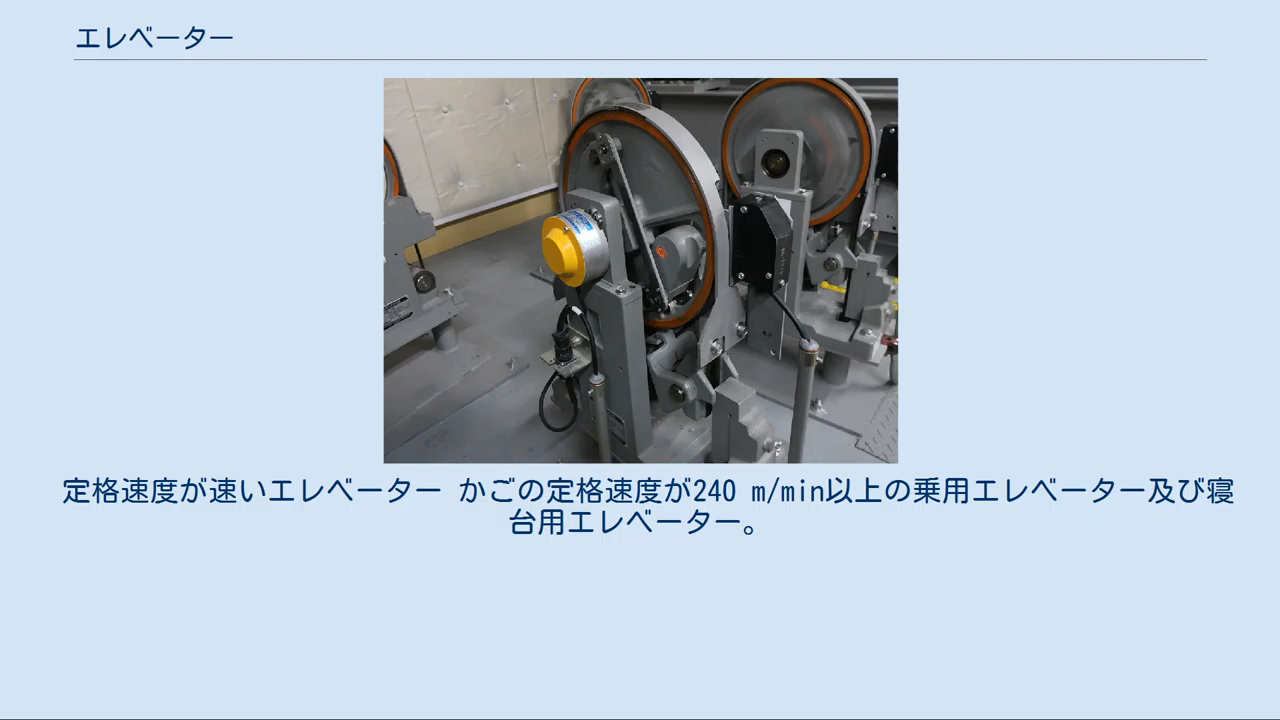 エレベーター
定格速度が速いエレベーター かごの定格速度が240 m/min以上の乗用エレベーター及び寝
台用エレベーター。